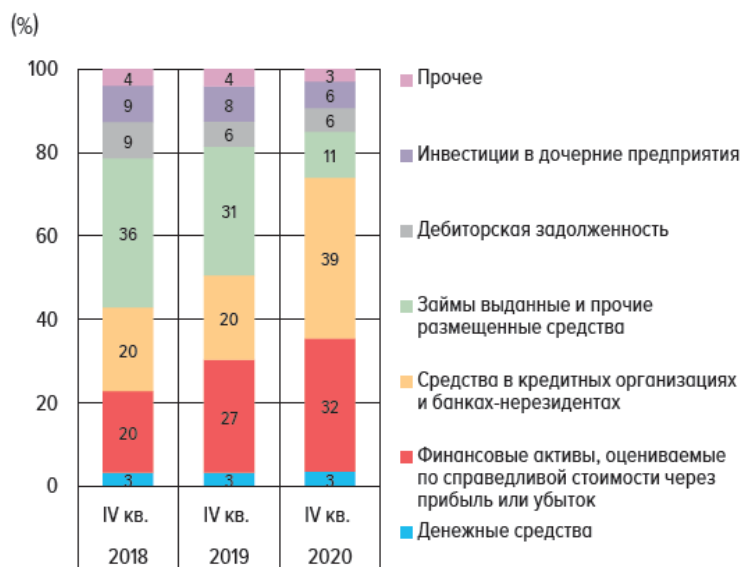 (%)
100
80
60
40
20
0
4
9
9
36
20
20
3
4
8
6
31
20
27
3
3
6
6
11
39
32
3
IV кв.
2018
IV кв.
2019
IV кв.
2020
Прочее
Инвестиции в дочерние предприятия
Дебиторская задолженность
Займы выданные и прочие
размещенные средства
Средства в кредитных организациях
и банках-нерезидентах
Финансовые активы, оцениваемые
по справедливой стоимости через
прибыль или убыток
Денежные средства